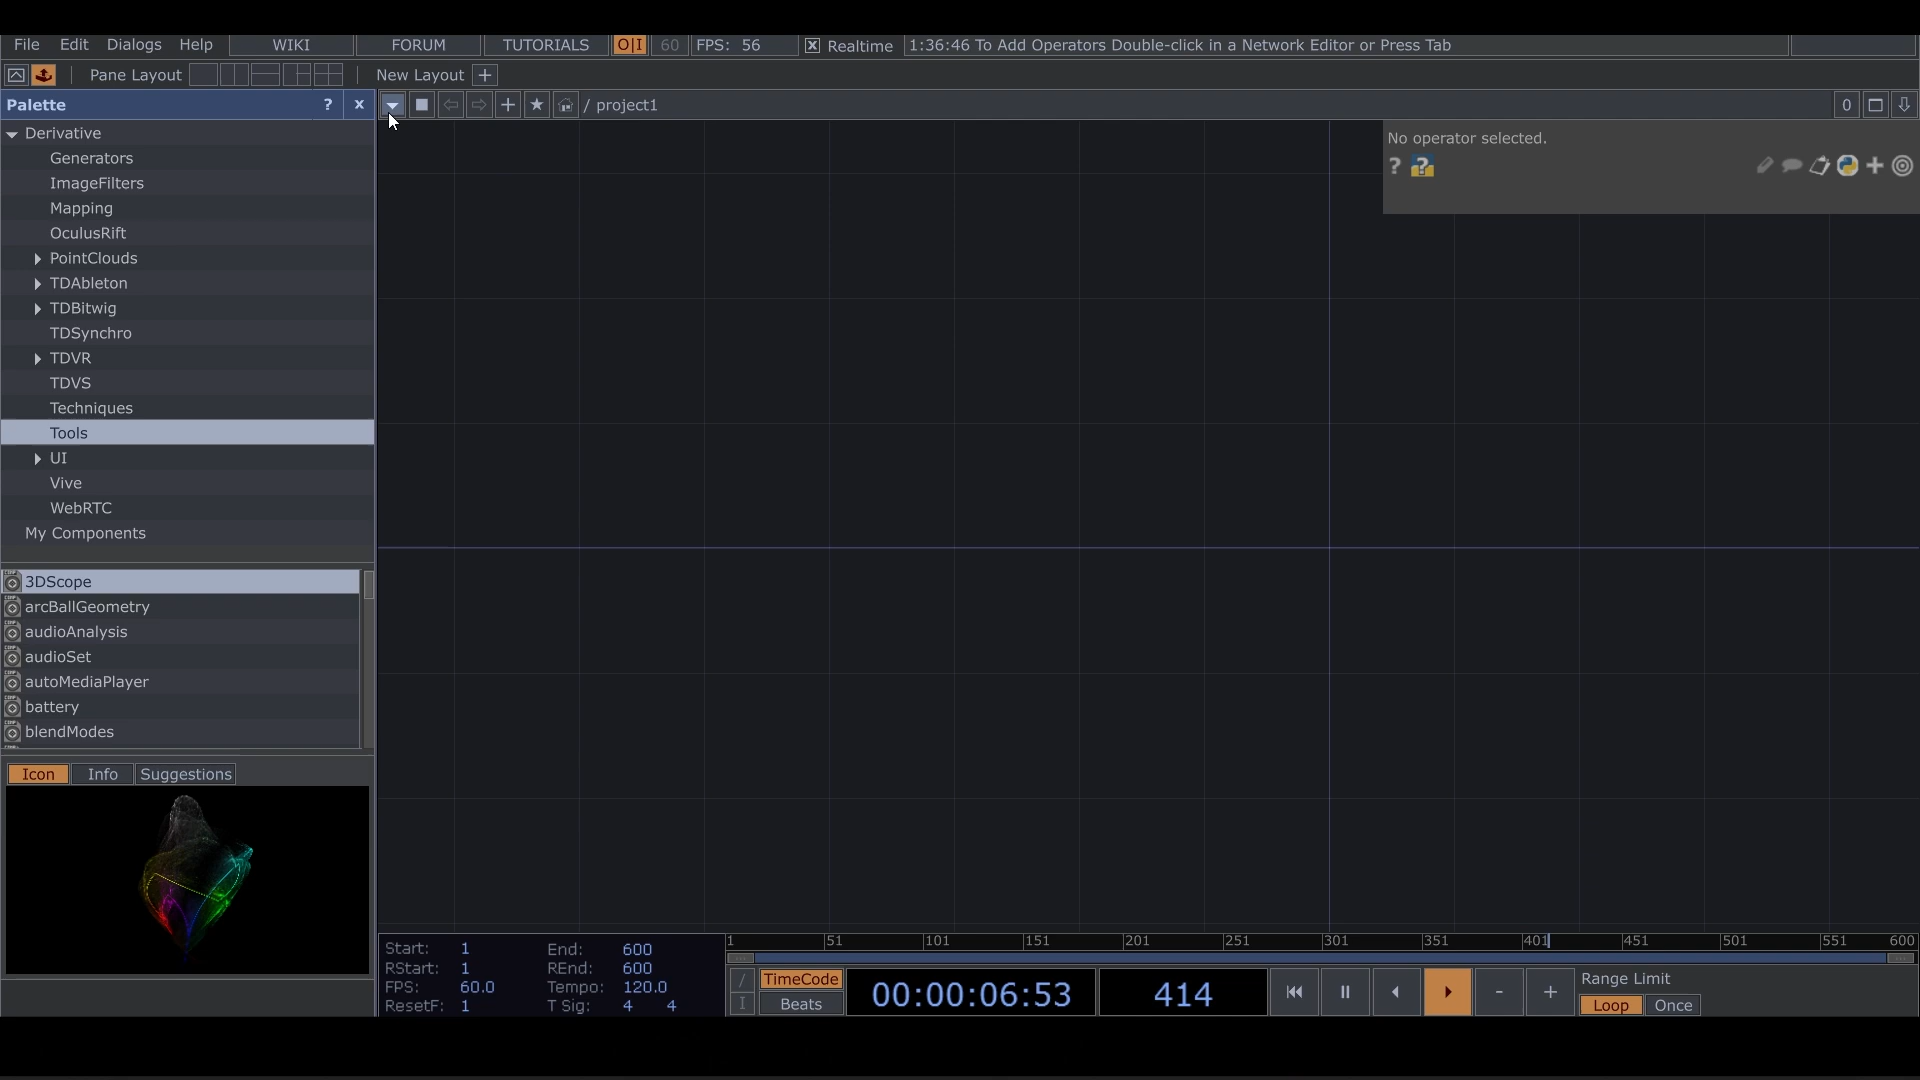 File Edit Dialogs Help WIKI FORUM TUTORIALS O|I 60 FPS: 56 Realtime 1:36:46 To Add Operators Double-click in a Network Editor or Press Tab
Pane Layout New Layout +
Palette ? x
/ project1 0
Derivative
Generators
ImageFilters
Mapping
OculusRift
PointClouds
TDAbleton
TDBitwig
TDSynchro
TDVR
TDVS
Techniques
Tools
UI
Vive
WebRTC
My Components
3DScope
arcBallGeometry
audioAnalysis
audioSet
autoMediaPlayer
battery
blendModes
Icon Info Suggestions
No operator selected.
? ?
Start: 1 End: 600
RStart: 1 REnd: 600
FPS: 60.0 Tempo: 120.0
ResetF: 1 T Sig: 4 4
1 51 101 151 201 251 301 351 401 451 501 551 600
/ TimeCode
I Beats
00:00:06:53 414
- +
Range Limit
Loop Once